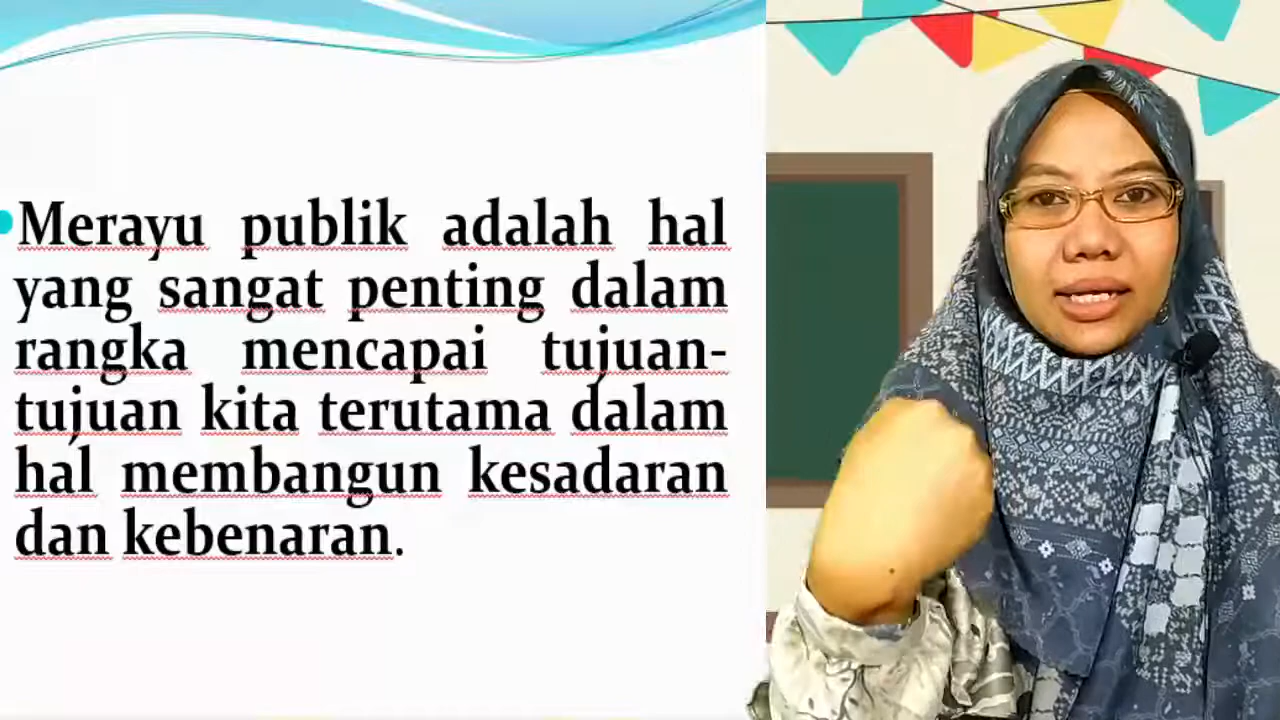 Merayu publik adalah hal
yang sangat penting dalam
rangka mencapai tujuan-
tujuan kita terutama dalam
hal membangun kesadaran
dan kebenaran.